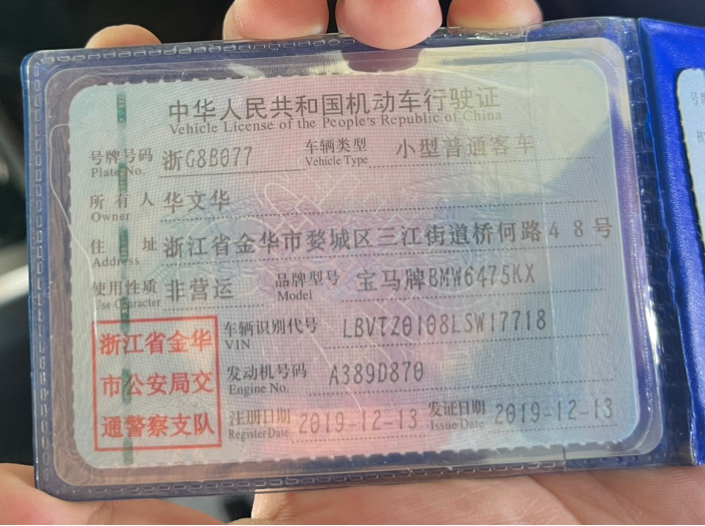 中华人民共和国机动车行驶证
Vehicle License of the People's Republic of China
号牌号码 浙G8B077 车辆类型 小型普通客车
Plate No. Vehicle Type
所有人 华文华
Owner
住址 浙江省金华市婺城区三江街道桥何路48号
Address
使用性质 非营运 品牌型号 宝马牌BMW6475KX
Use Character Model
浙江省金华
市公安局交
通警察支队
车辆识别代号 LBVTZ0108LSW17718
VIN
发动机号码 A389D870
Engine No.
注册日期 2019-12-13 发证日期 2019-12-13
Register Date Issue Date
号牌